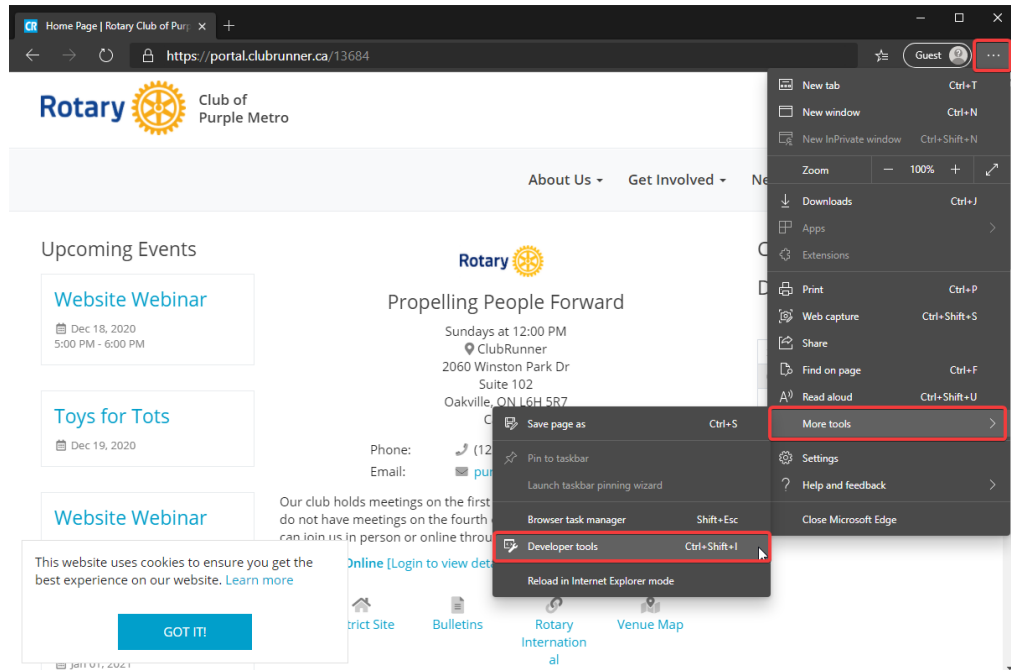 CR Home Page | Rotary Club of Purp
https://portal.clubrunner.ca/13684
Guest
Rotary
Club of
Purple Metro
About Us
Get Involved
New tab Ctrl+T
New window Ctrl+N
New InPrivate window Ctrl+Shift+N
Zoom 100%
Downloads Ctrl+J
Apps
Extensions
Print Ctrl+P
Web capture Ctrl+Shift+S
Share
Find on page Ctrl+F
Read aloud Ctrl+Shift+U
More tools
Settings
Help and feedback
Close Microsoft Edge
Save page as Ctrl+S
Pin to taskbar
Launch taskbar pinning wizard
Browser task manager Shift+Esc
Developer tools Ctrl+Shift+I
Reload in Internet Explorer mode
Upcoming Events
Website Webinar
Dec 18, 2020
5:00 PM - 6:00 PM
Toys for Tots
Dec 19, 2020
Website Webinar
Jan 01, 2021
Rotary
Propelling People Forward
Sundays at 12:00 PM
ClubRunner
2060 Winston Park Dr
Suite 102
Oakville, ON L6H 5R7
Phone: (12
Email: pur
Our club holds meetings on the first
do not have meetings on the fourth
can join us in person or online throu
Online [Login to view deta
trict Site
Bulletins
Rotary
Internation
al
Venue Map
This website uses cookies to ensure you get the
best experience on our website. Learn more
GOT IT!